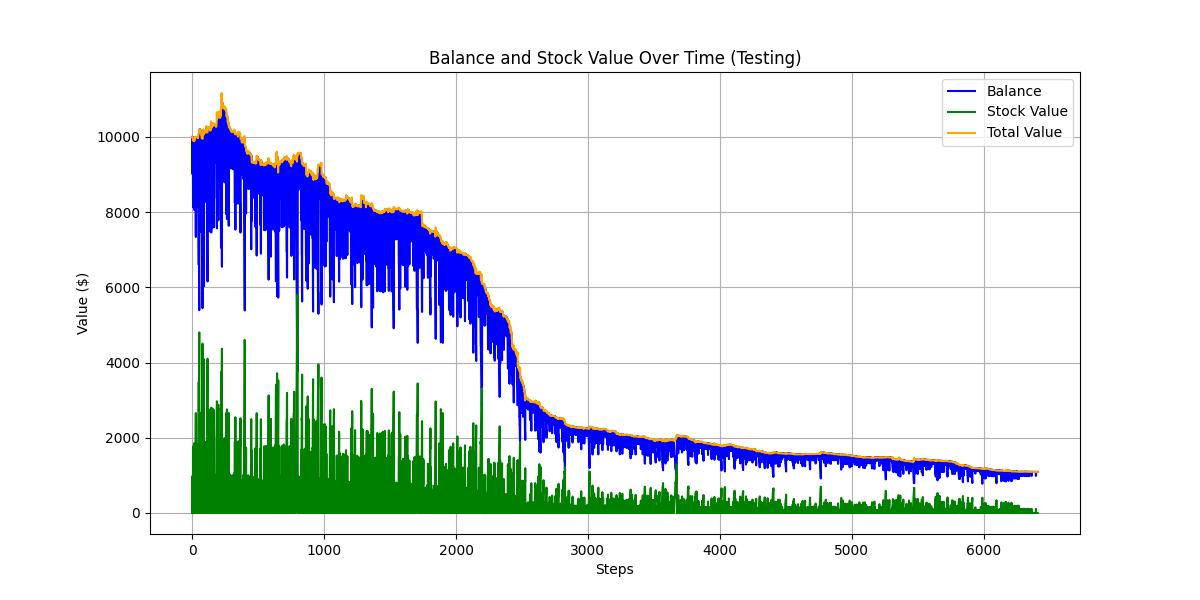 Balance and Stock Value Over Time (Testing)
Balance
Stock Value
Total Value
10000
8000
6000
4000
2000
0
Value ($)
0 1000 2000 3000 4000 5000 6000
Steps